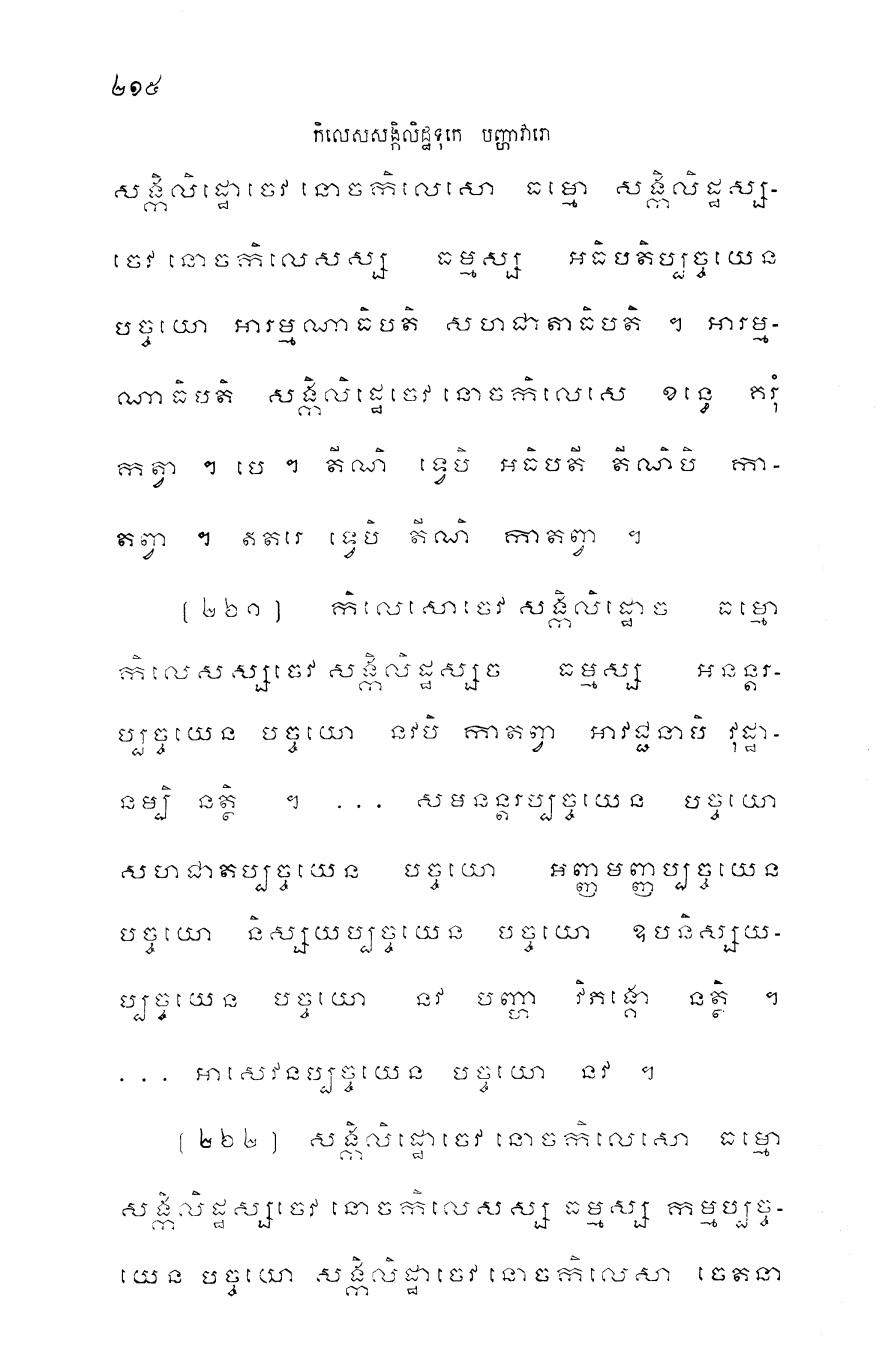 ២១៥
កិលេសសង្កិលិដ្ឋទុកេ បញ្ហាវារោ
សង្កិលិដ្ឋោចេវ នោចកិលេសោ ធម្មោ សង្កិលិដ្ឋស្ស-
ចេវ នោចកិលេសស្ស ធម្មស្ស អធិបតិប្បច្ចយេន
បច្ចយោ អារម្មណាធិបតិ សហជាតាធិបតិ ។ អារម្ម-
ណាធិបតិ សង្កិលិដ្ឋេចេវ នោចកិលេសេ ខន្ធេ គរុំ
កត្វា ។ បេ ។ តីណិ ទ្វេបិ អធិបតី តីណិបិ កា-
តព្វា ។ ឥតរេ ទ្វេបិ តីណិ កាតព្វា ។
[២២១] កិលេសោចេវ សង្កិលិដ្ឋោច ធម្មោ
កិលេសស្សចេវ សង្កិលិដ្ឋស្សច ធម្មស្ស អនន្តរ-
ប្បច្ចយេន បច្ចយោ នវបិ កាតព្វា អាវជ្ជនាបិ វុដ្ឋា-
នម្បិ នត្ថិ ។ ... សមនន្តរប្បច្ចយេន បច្ចយោ
សហជាតប្បច្ចយេន បច្ចយោ អញ្ញមញ្ញប្បច្ចយេន
បច្ចយោ និស្សយប្បច្ចយេន បច្ចយោ ឧបនិស្សយ-
ប្បច្ចយេន បច្ចយោ នវ បញ្ហា វិភង្គោ នត្ថិ ។
... អាសេវនប្បច្ចយេន បច្ចយោ នវ ។
[២២២] សង្កិលិដ្ឋោចេវ នោចកិលេសោ ធម្មោ
សង្កិលិដ្ឋស្សចេវ នោចកិលេសស្ស ធម្មស្ស កម្មប្បច្ច-
យេន បច្ចយោ សង្កិលិដ្ឋាចេវ នោចកិលេសា ចេតនា